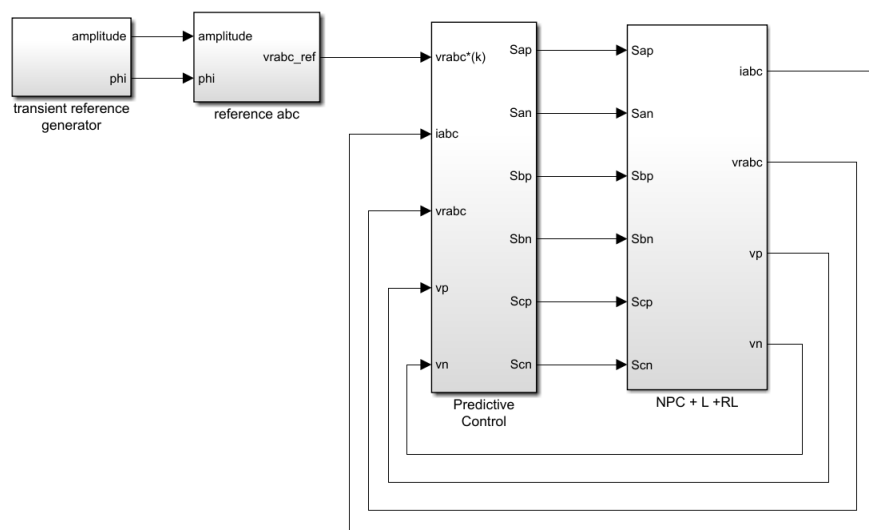 amplitude
phi
transient reference
generator
amplitude
phi
vrabc_ref
reference abc
vrabc*(k)
iabc
vrabc
vp
vn
Sap
San
Sbp
Sbn
Scp
Scn
Predictive
Control
Sap
San
Sbp
Sbn
Scp
Scn
iabc
vrabc
vp
vn
NPC + L +RL